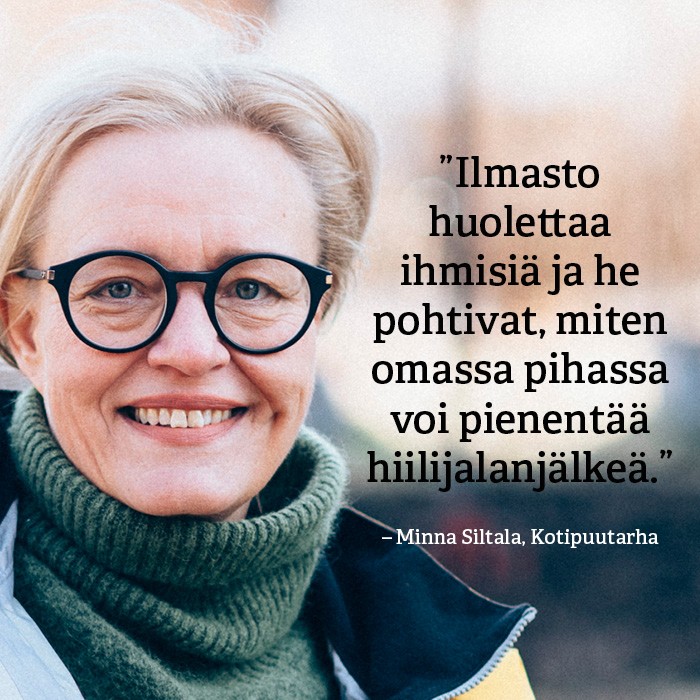 ”Ilmasto
huolettaa
ihmisiä ja he
pohtivat, miten
omassa pihassa
voi pienentää
hiilijalanjälkeä.”
– Minna Siltala, Kotipuutarha